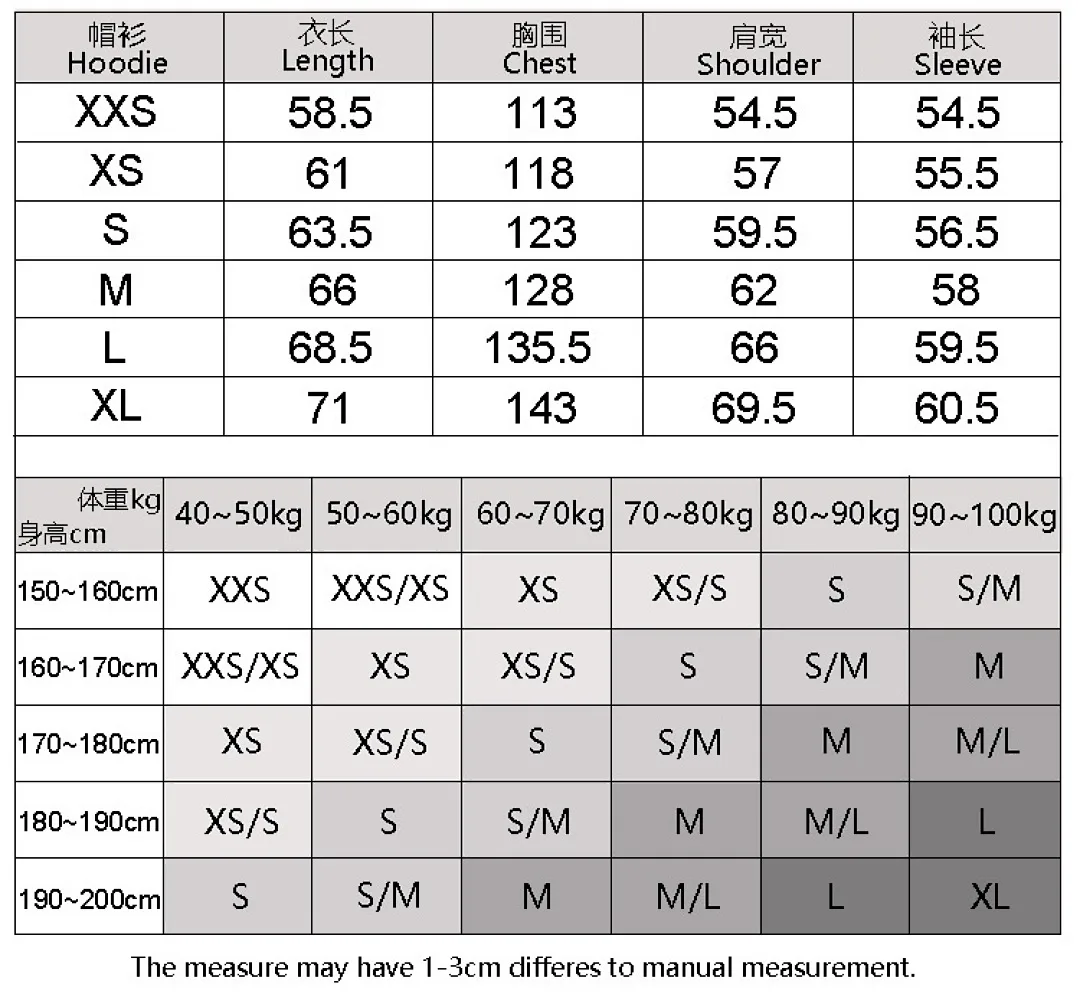 帽衫 衣长 胸围 肩宽 袖长
Hoodie Length Chest Shoulder Sleeve
XXS 58.5 113 54.5 54.5
XS 61 118 57 55.5
S 63.5 123 59.5 56.5
M 66 128 62 58
L 68.5 135.5 66 59.5
XL 71 143 69.5 60.5
体重kg
身高cm 40~50kg 50~60kg 60~70kg 70~80kg 80~90kg 90~100kg
150~160cm XXS XXS/XS XS XS/S S S/M
160~170cm XXS/XS XS XS/S S S/M M
170~180cm XS XS/S S S/M M M/L
180~190cm XS/S S S/M M M/L L
190~200cm S S/M M M/L L XL
The measure may have 1-3cm differes to manual measurement.